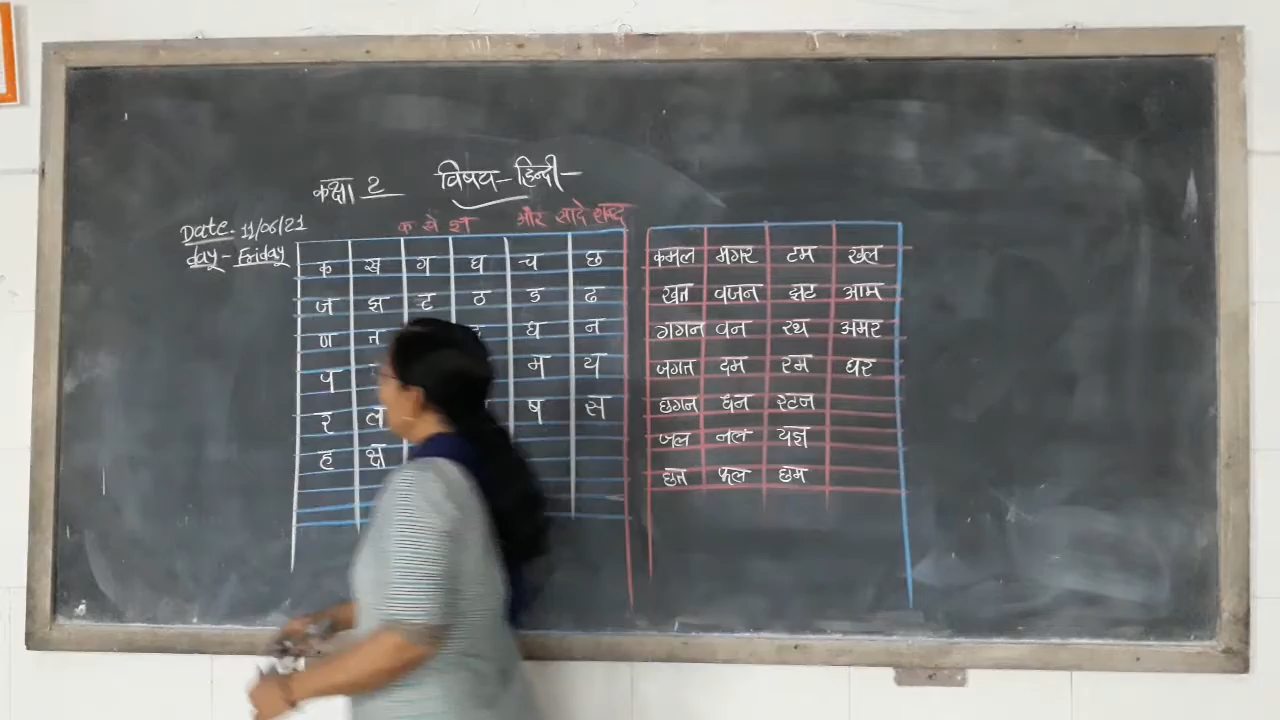 कक्षा 2 विषय - हिन्दी -
Date - 11/06/21
day - Friday
क से ज्ञ और सादे शब्द
क ख ग घ च छ
ज झ ट ठ ड ढ
ण त ध न
प म य
र ल ष स
ह क्ष
कमल मगर टम खल
खत वजन झट आम
गगन वन रथ अमर
जगत दम रम घर
छगन धन रटन
जल नल यज्ञ
छत फल छम